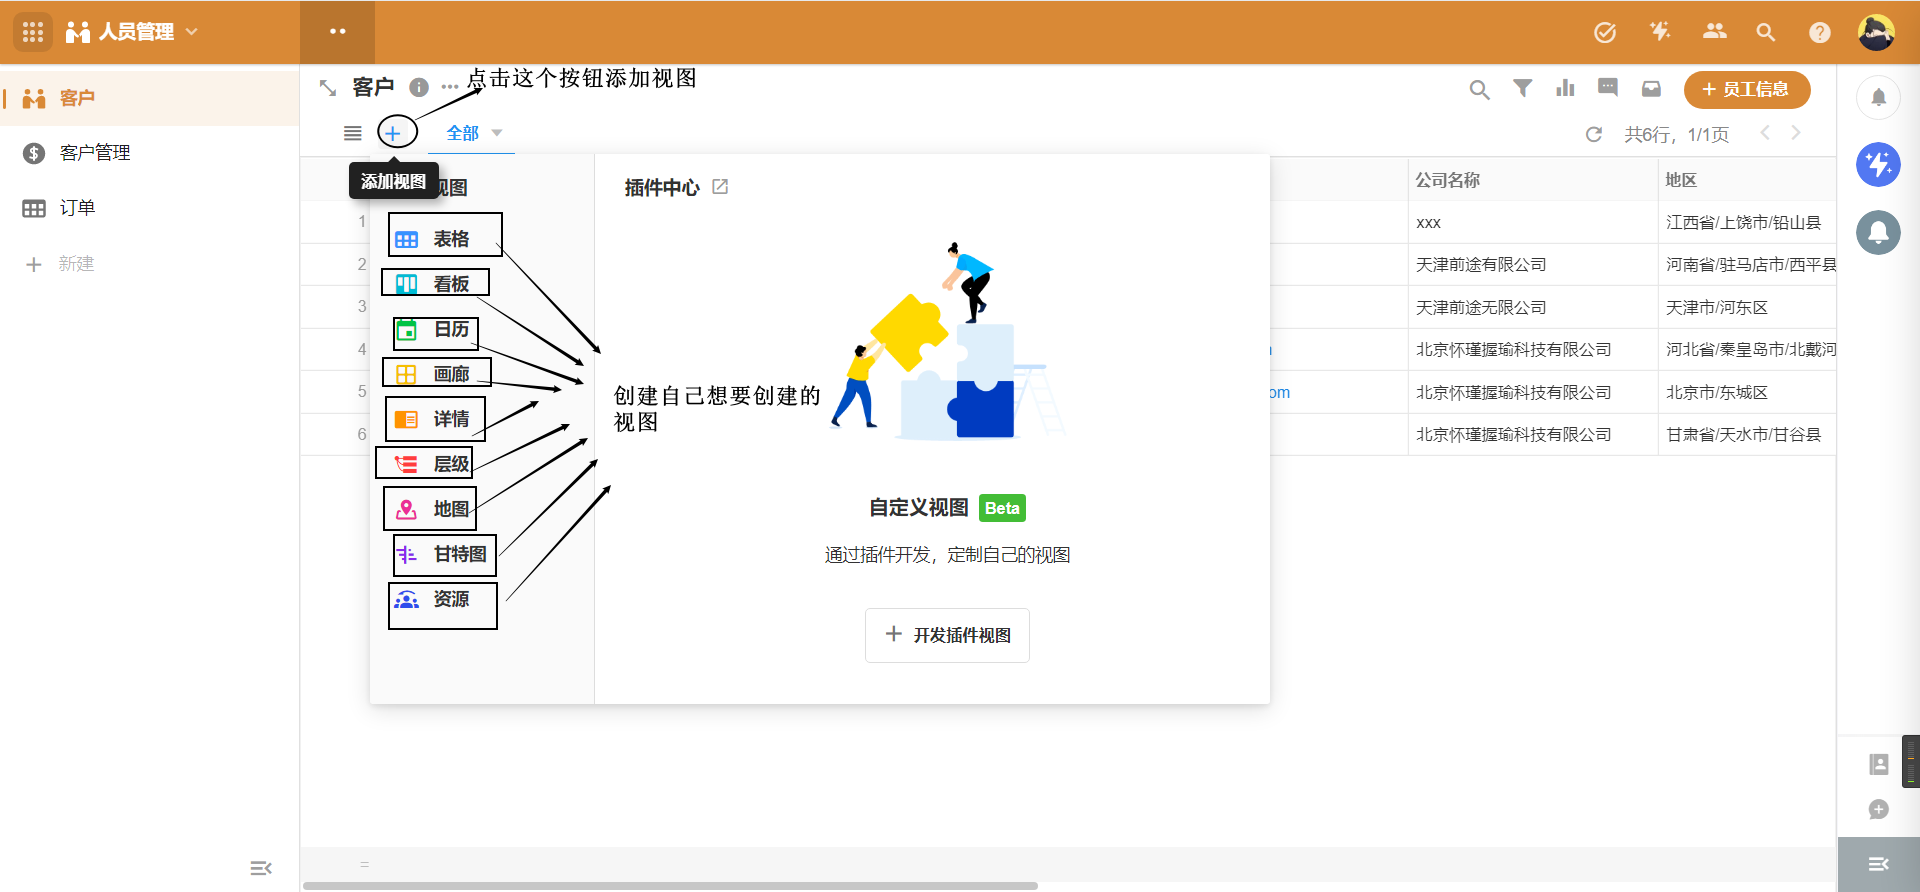 人员管理
客户
客户管理
订单
新建
客户
点击这个按钮添加视图
员工信息
全部
共6行，1/1页
添加视图
视图
表格
看板
日历
画廊
详情
层级
地图
甘特图
资源
插件中心
创建自己想要创建的
视图
自定义视图 Beta
通过插件开发，定制自己的视图
开发插件视图
公司名称 地区
1 xxx 江西省/上饶市/铅山县
2 天津前途有限公司 河南省/驻马店市/西平县
3 天津前途无限公司 天津市/河东区
4 北京怀瑾握瑜科技有限公司 河北省/秦皇岛市/北戴河
5 om 北京怀瑾握瑜科技有限公司 北京市/东城区
6 北京怀瑾握瑜科技有限公司 甘肃省/天水市/甘谷县
=